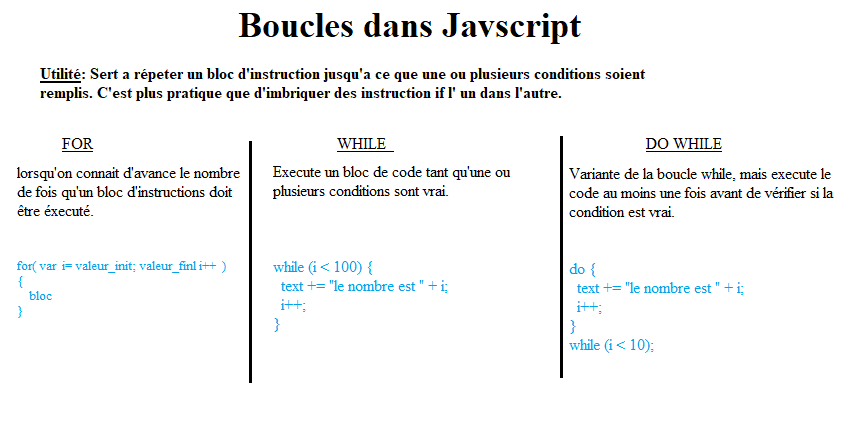 Boucles dans Javscript
Utilité: Sert a répeter un bloc d'instruction jusqu'a ce que une ou plusieurs conditions soient
remplis. C'est plus pratique que d'imbriquer des instruction if l' un dans l'autre.
FOR
lorsqu'on connait d'avance le nombre
de fois qu'un bloc d'instructions doit
être éxecuté.
for( var i= valeur_init; valeur_finl i++ )
{
bloc
}
WHILE
Execute un bloc de code tant qu'une ou
plusieurs conditions sont vrai.
while (i < 100) {
text += "le nombre est " + i;
i++;
}
DO WHILE
Variante de la boucle while, mais execute le
code au moins une fois avant de vérifier si la
condition est vrai.
do {
text += "le nombre est " + i;
i++;
}
while (i < 10);